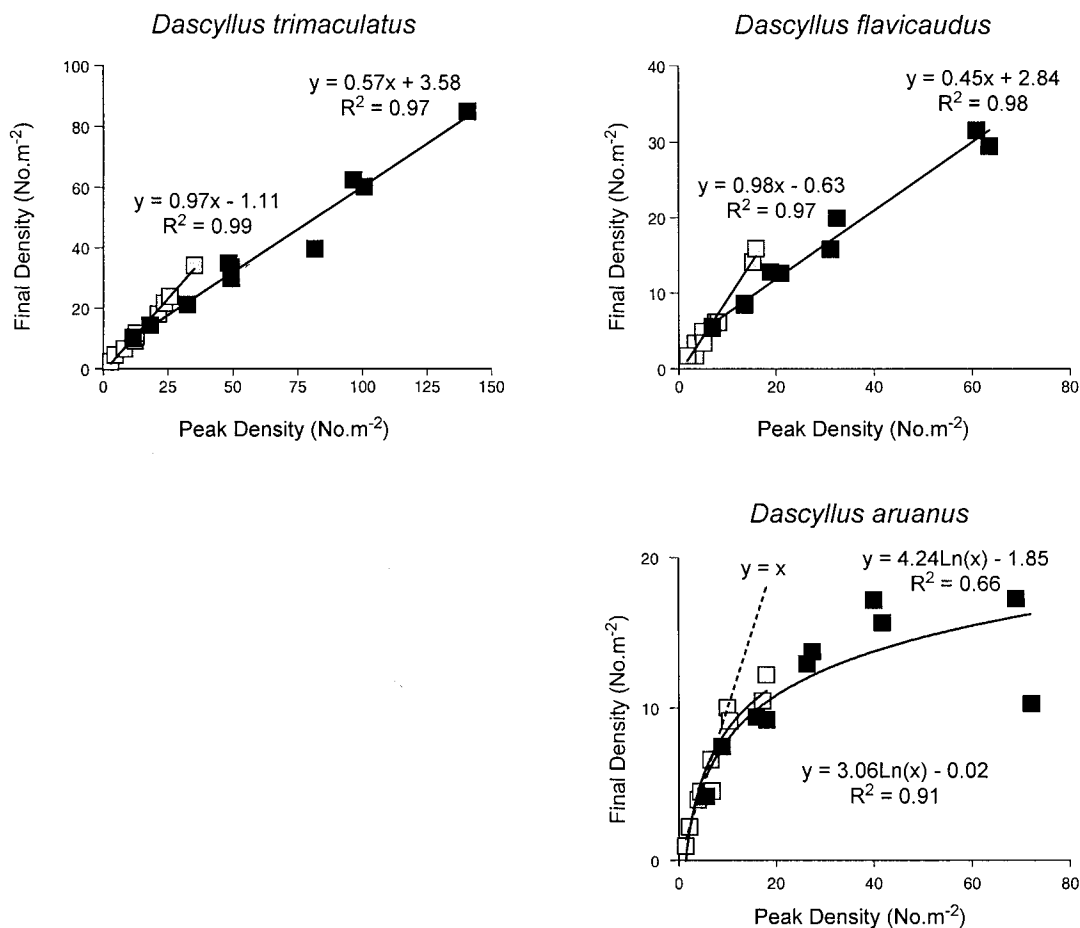 Dascyllus trimaculatus
100
80
60
40
20
0
0 25 50 75 100 125 150
Final Density (No.m-2)
Peak Density (No.m-2)
y = 0.57x + 3.58
R2 = 0.97
y = 0.97x - 1.11
R2 = 0.99
Dascyllus flavicaudus
40
30
20
10
0
0 20 40 60 80
Final Density (No.m-2)
Peak Density (No.m-2)
y = 0.45x + 2.84
R2 = 0.98
y = 0.98x - 0.63
R2 = 0.97
Dascyllus aruanus
20
10
0
0 20 40 60 80
Final Density (No.m-2)
Peak Density (No.m-2)
y = x
y = 4.24Ln(x) - 1.85
R2 = 0.66
y = 3.06Ln(x) - 0.02
R2 = 0.91